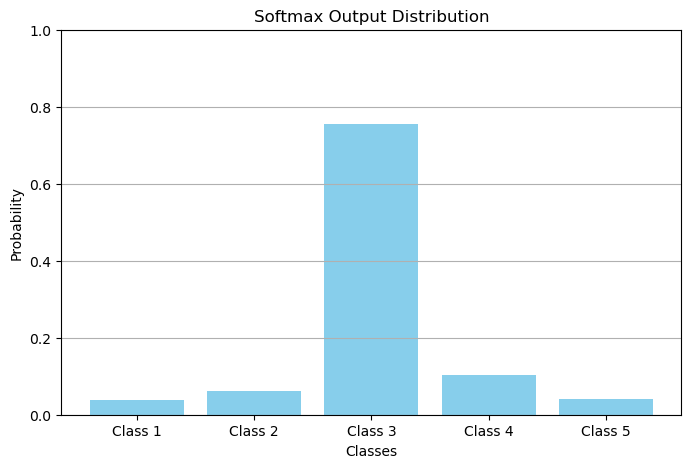 Softmax Output Distribution
1.0
0.8
0.6
0.4
0.2
0.0
Probability
Class 1 Class 2 Class 3 Class 4 Class 5
Classes